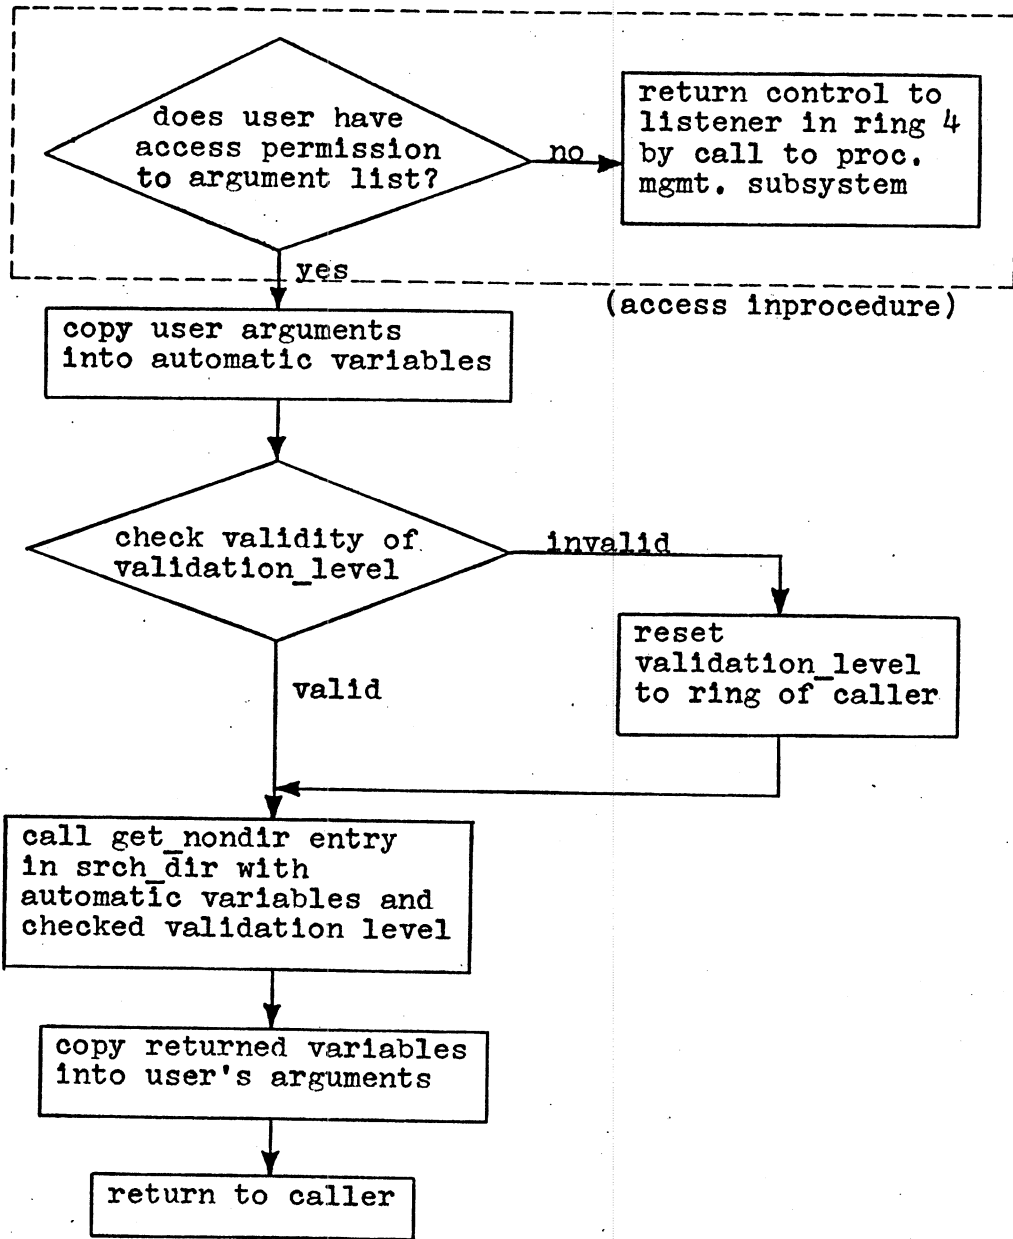 does user have
access permission
to argument list?
no
return control to
listener in ring 4
by call to proc.
mgmt. subsystem
yes
(access inprocedure)
copy user arguments
into automatic variables
check validity of
validation_level
invalid
reset
validation_level
to ring of caller
valid
call get_nondir entry
in srch_dir with
automatic variables and
checked validation level
copy returned variables
into user's arguments
return to caller